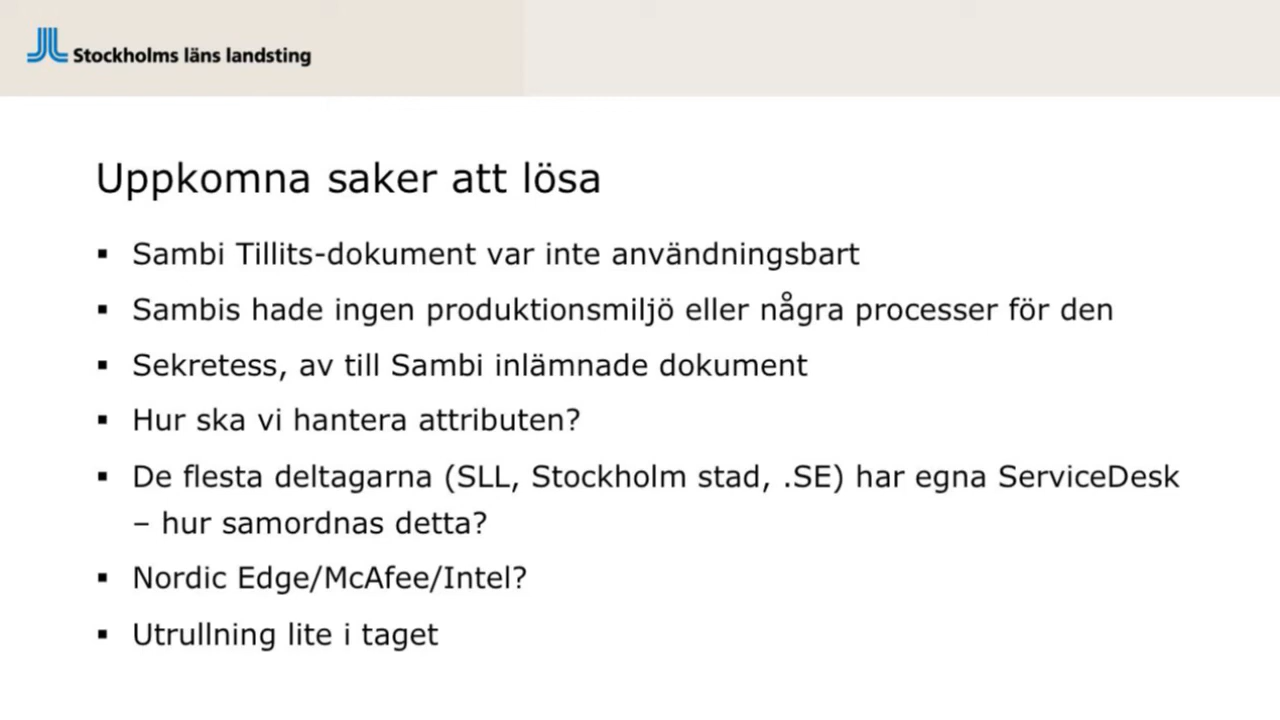 Stockholms läns landsting
Uppkomna saker att lösa
▪ Sambi Tillits-dokument var inte användningsbart
▪ Sambis hade ingen produktionsmiljö eller några processer för den
▪ Sekretess, av till Sambi inlämnade dokument
▪ Hur ska vi hantera attributen?
▪ De flesta deltagarna (SLL, Stockholm stad, .SE) har egna ServiceDesk
– hur samordnas detta?
▪ Nordic Edge/McAfee/Intel?
▪ Utrullning lite i taget